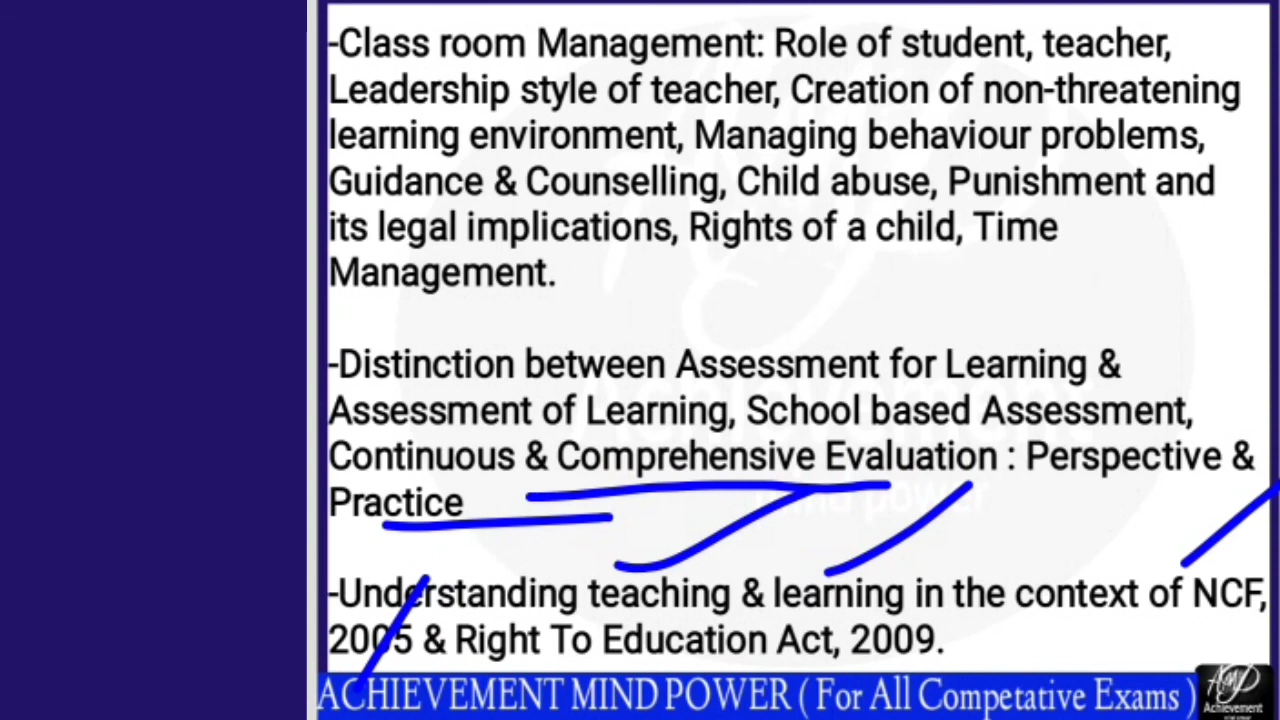 -Class room Management: Role of student, teacher,
Leadership style of teacher, Creation of non-threatening
learning environment, Managing behaviour problems,
Guidance & Counselling, Child abuse, Punishment and
its legal implications, Rights of a child, Time
Management.
-Distinction between Assessment for Learning &
Assessment of Learning, School based Assessment,
Continuous & Comprehensive Evaluation : Perspective &
Practice
-Understanding teaching & learning in the context of NCF,
2005 & Right To Education Act, 2009.
ACHIEVEMENT MIND POWER ( For All Competative Exams )
Achievement